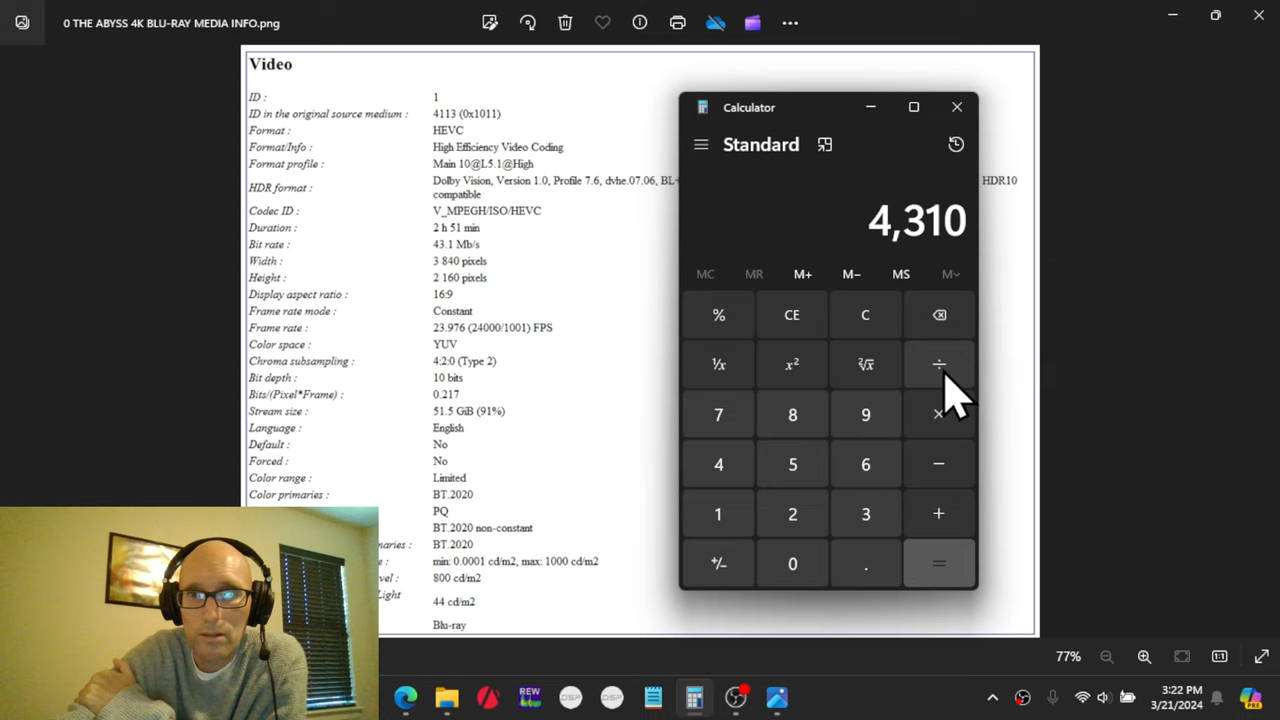 0 THE ABYSS 4K BLU-RAY MEDIA INFO.png
Video
ID : 1
ID in the original source medium : 4113 (0x1011)
Format : HEVC
Format/Info : High Efficiency Video Coding
Format profile : Main 10@L5.1@High
HDR format : Dolby Vision, Version 1.0, Profile 7.6, dvhe.07.06, BL+ HDR10
compatible
Codec ID : V_MPEGH/ISO/HEVC
Duration : 2 h 51 min
Bit rate : 43.1 Mb/s
Width : 3 840 pixels
Height : 2 160 pixels
Display aspect ratio : 16:9
Frame rate mode : Constant
Frame rate : 23.976 (24000/1001) FPS
Color space : YUV
Chroma subsampling : 4:2:0 (Type 2)
Bit depth : 10 bits
Bits/(Pixel*Frame) : 0.217
Stream size : 51.5 GiB (91%)
Language : English
Default : No
Forced : No
Color range : Limited
Color primaries : BT.2020
PQ
BT.2020 non-constant
maries : BT.2020
e : min: 0.0001 cd/m2, max: 1000 cd/m2
vel : 800 cd/m2
Light
44 cd/m2
Blu-ray
Calculator
Standard
4,310
MC MR M+ M− MS M˅
% CE C
⅟x x² ²√x ÷
7 8 9 ×
4 5 6 −
1 2 3 +
+/− 0 . =
77%
REW
DSP
DSP
3:22 PM
3/21/2024
PRE